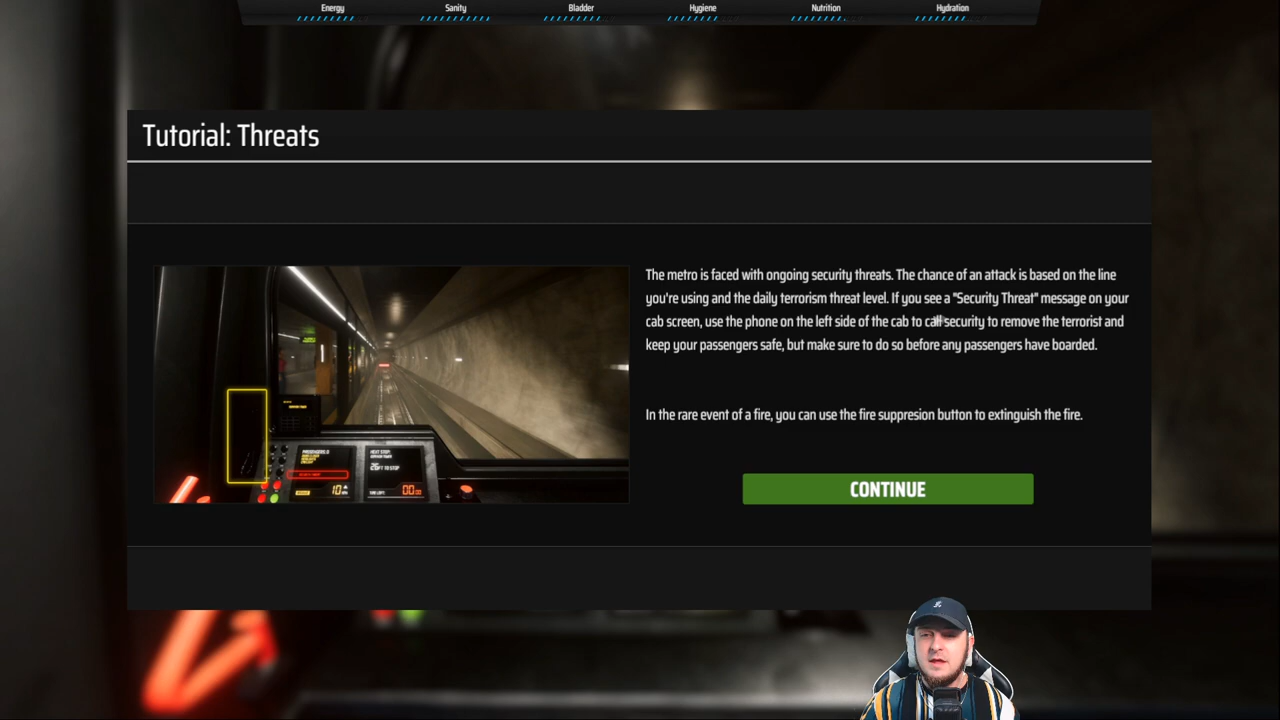 Energy Sanity Bladder Hygiene Nutrition Hydration
Tutorial: Threats
The metro is faced with ongoing security threats. The chance of an attack is based on the line
you're using and the daily terrorism threat level. If you see a "Security Threat" message on your
cab screen, use the phone on the left side of the cab to call security to remove the terrorist and
keep your passengers safe, but make sure to do so before any passengers have boarded.
In the rare event of a fire, you can use the fire suppresion button to extinguish the fire.
CONTINUE